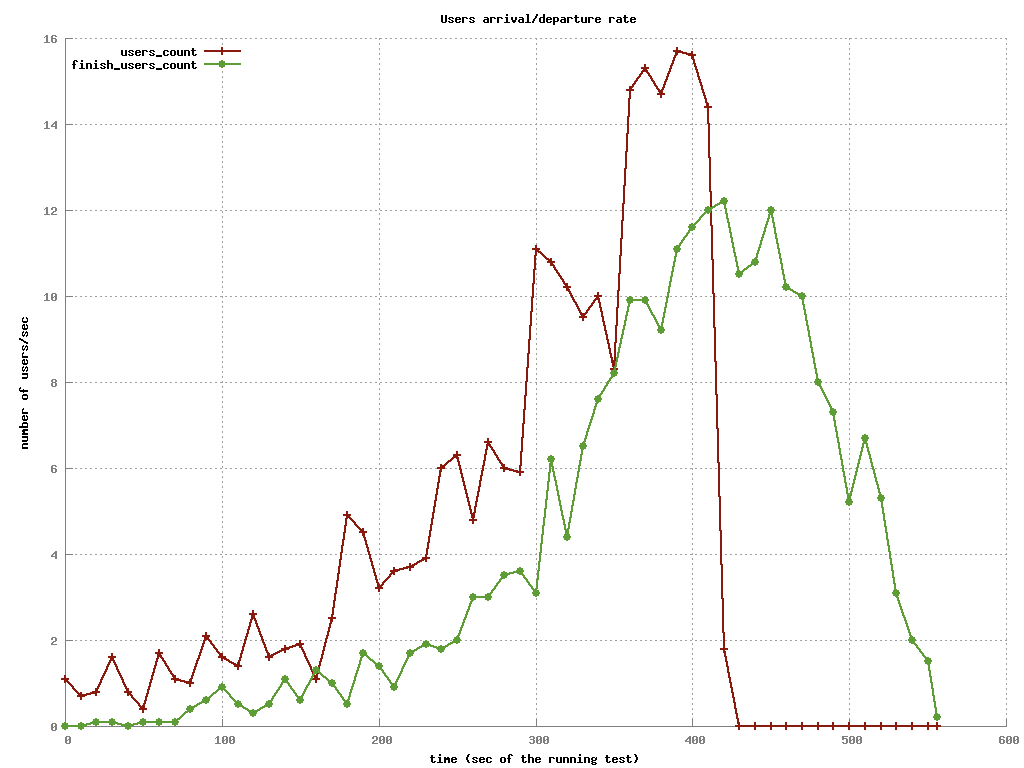 Users arrival/departure rate
users_count
finish_users_count
16
14
12
10
8
6
4
2
0
number of users/sec
0 100 200 300 400 500 600
time (sec of the running test)